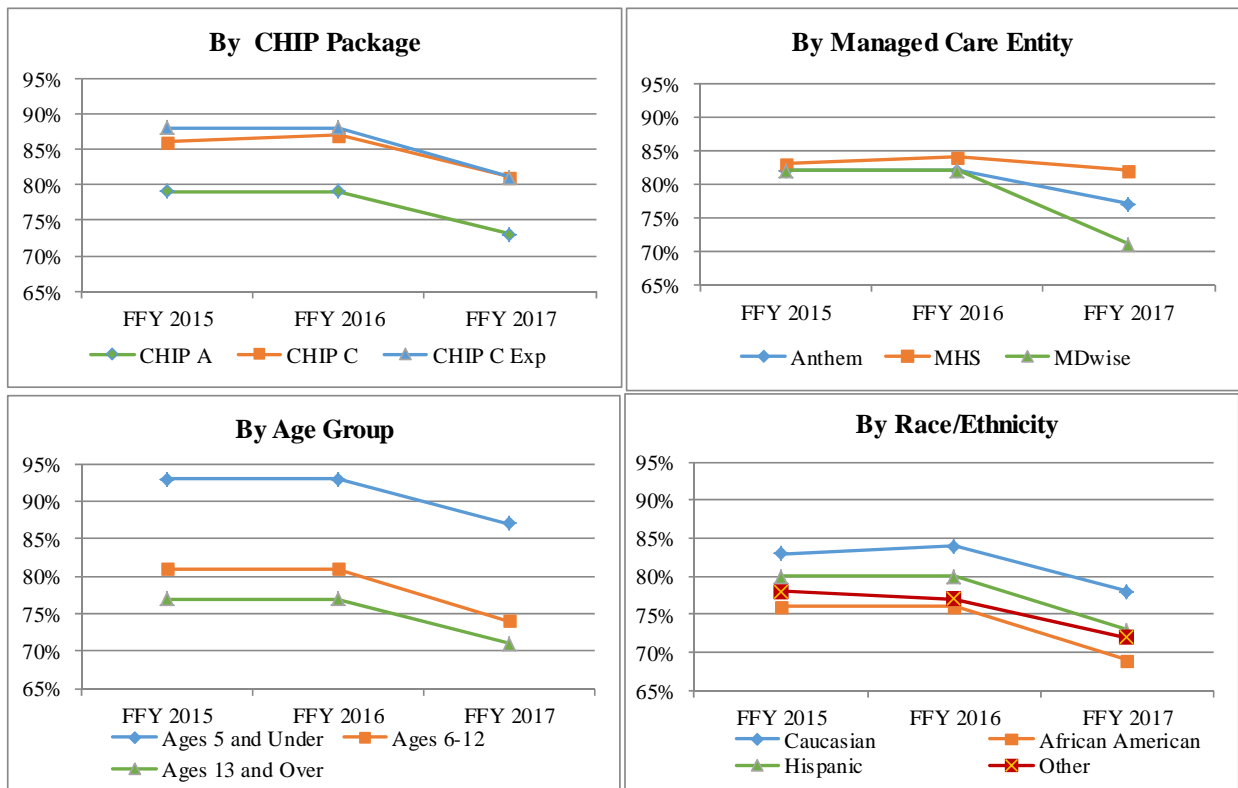 By CHIP Package
95%
90%
85%
80%
75%
70%
65%
FFY 2015 FFY 2016 FFY 2017
CHIP A CHIP C CHIP C Exp
By Managed Care Entity
95%
90%
85%
80%
75%
70%
65%
FFY 2015 FFY 2016 FFY 2017
Anthem MHS MDwise
By Age Group
95%
90%
85%
80%
75%
70%
65%
FFY 2015 FFY 2016 FFY 2017
Ages 5 and Under Ages 6-12
Ages 13 and Over
By Race/Ethnicity
95%
90%
85%
80%
75%
70%
65%
FFY 2015 FFY 2016 FFY 2017
Caucasian African American
Hispanic Other